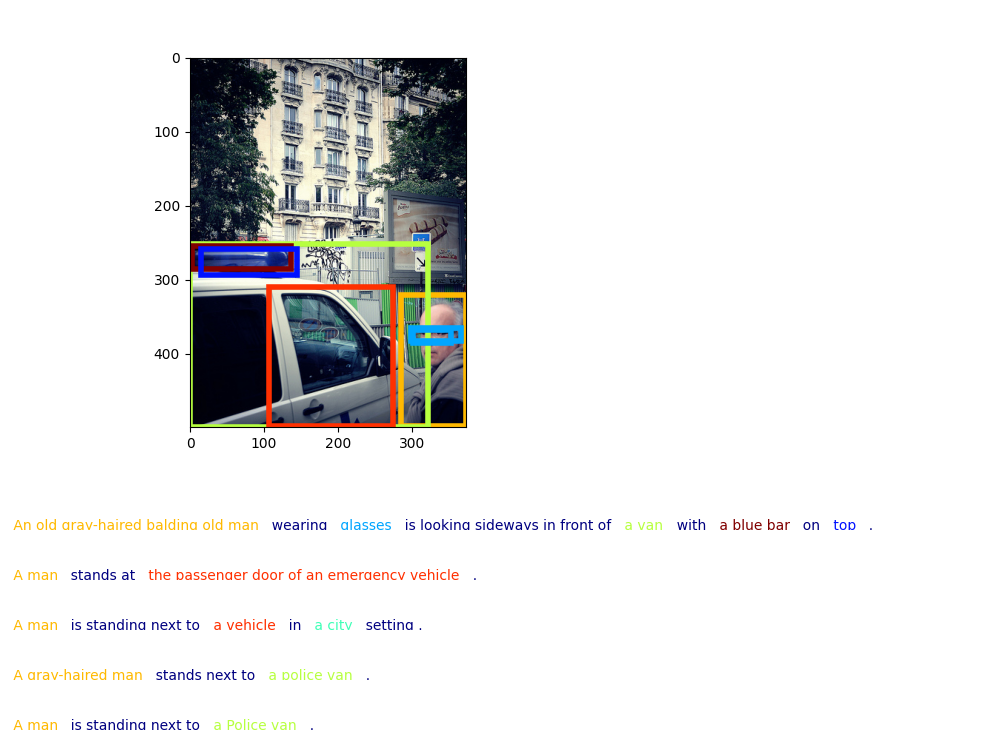 0
100
200
300
400
0 100 200 300
An old gray-haired balding old man wearing glasses is looking sideways in front of a van with a blue bar on top .
A man stands at the passenger door of an emergency vehicle .
A man is standing next to a vehicle in a city setting .
A gray-haired man stands next to a police van .
A man is standing next to a Police van .